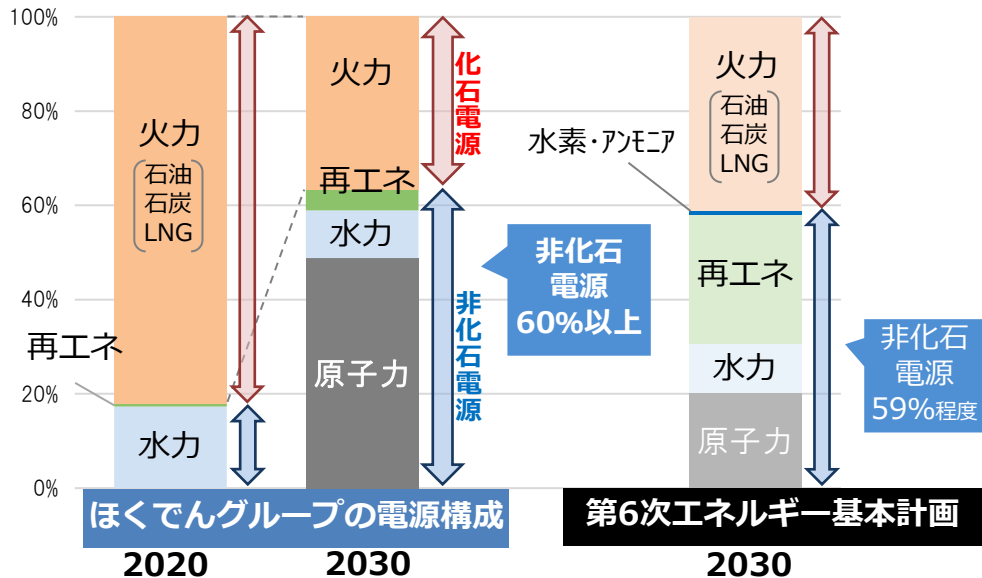 100%
80%
60%
40%
20%
0%
火力
石油
石炭
LNG
再エネ
水力
火力
再エネ
水力
原子力
化石電源
非化石電源
非化石
電源
60%以上
水素・アンモニア
火力
石油
石炭
LNG
再エネ
水力
原子力
非化石
電源
59%程度
ほくでんグループの電源構成
2020
2030
第6次エネルギー基本計画
2030